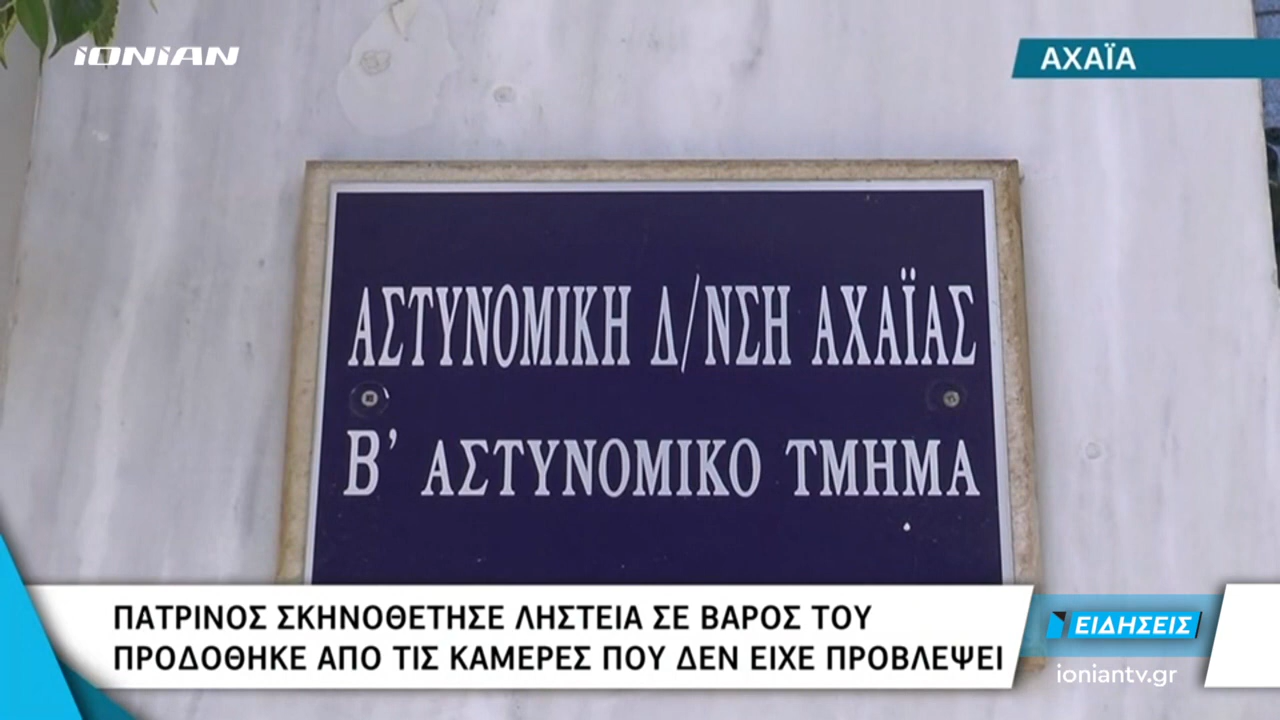 IONIAN
ΑΧΑΪΑ
ΑΣΤΥΝΟΜΙΚΗ Δ/ΝΣΗ ΑΧΑΪΑΣ
Β' ΑΣΤΥΝΟΜΙΚΟ ΤΜΗΜΑ
ΠΑΤΡΙΝΟΣ ΣΚΗΝΟΘΕΤΗΣΕ ΛΗΣΤΕΙΑ ΣΕ ΒΑΡΟΣ ΤΟΥ
ΠΡΟΔΟΘΗΚΕ ΑΠΟ ΤΙΣ ΚΑΜΕΡΕΣ ΠΟΥ ΔΕΝ ΕΙΧΕ ΠΡΟΒΛΕΨΕΙ
ΕΙΔΗΣΕΙΣ
ioniantv.gr